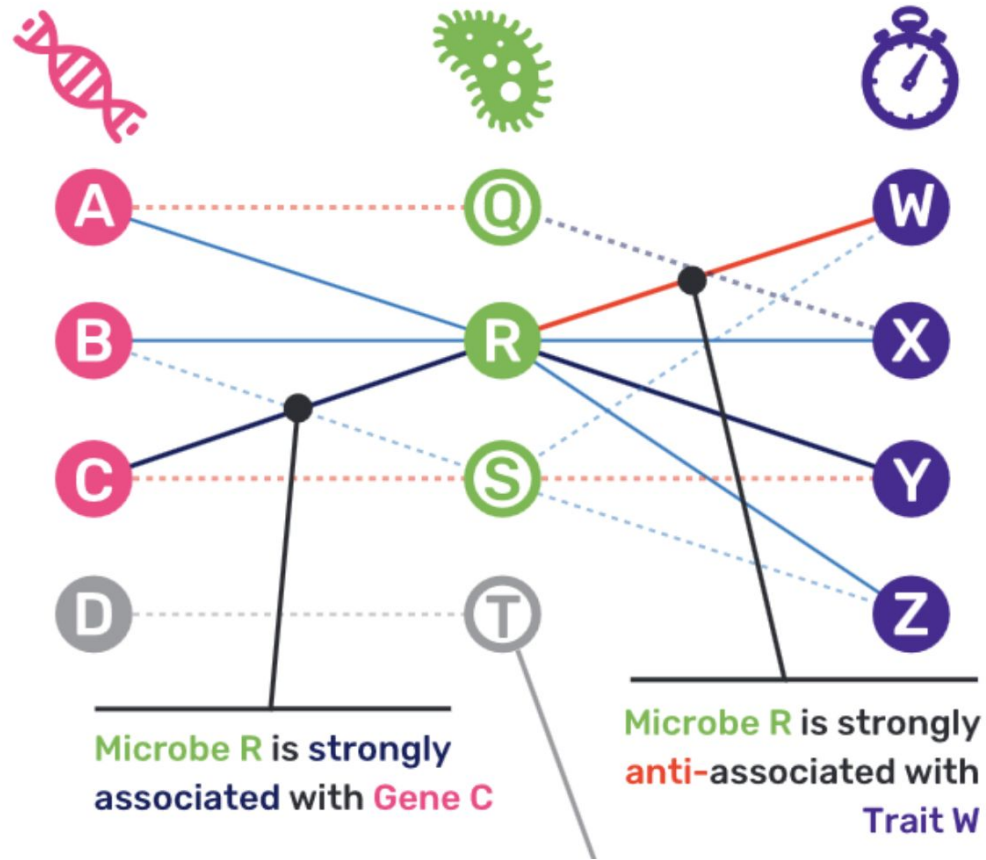 A Q W
B R X
C S Y
D T Z
Microbe R is strongly
associated with Gene C
Microbe R is strongly
anti-associated with
Trait W